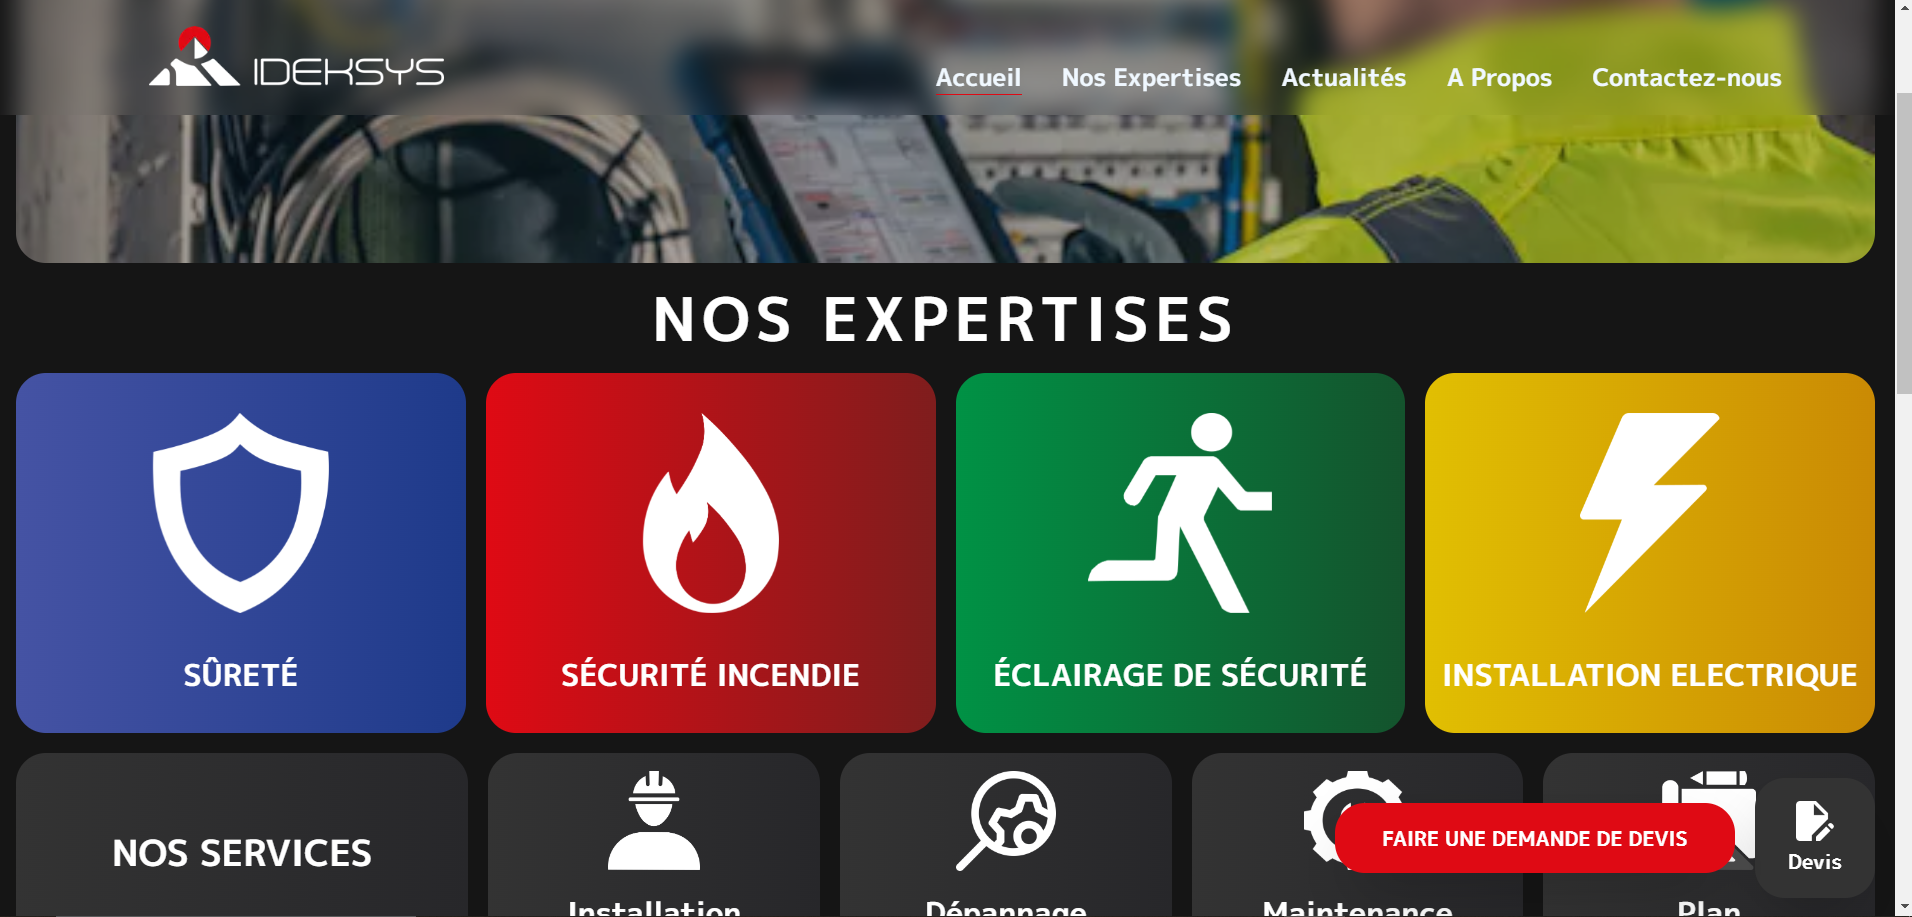 IDEKSYS
Accueil
Nos Expertises
Actualités
A Propos
Contactez-nous
NOS EXPERTISES
SÛRETÉ
SÉCURITÉ INCENDIE
ÉCLAIRAGE DE SÉCURITÉ
INSTALLATION ELECTRIQUE
NOS SERVICES
FAIRE UNE DEMANDE DE DEVIS
Devis
Installation
Dépannage
Maintenance
Plan